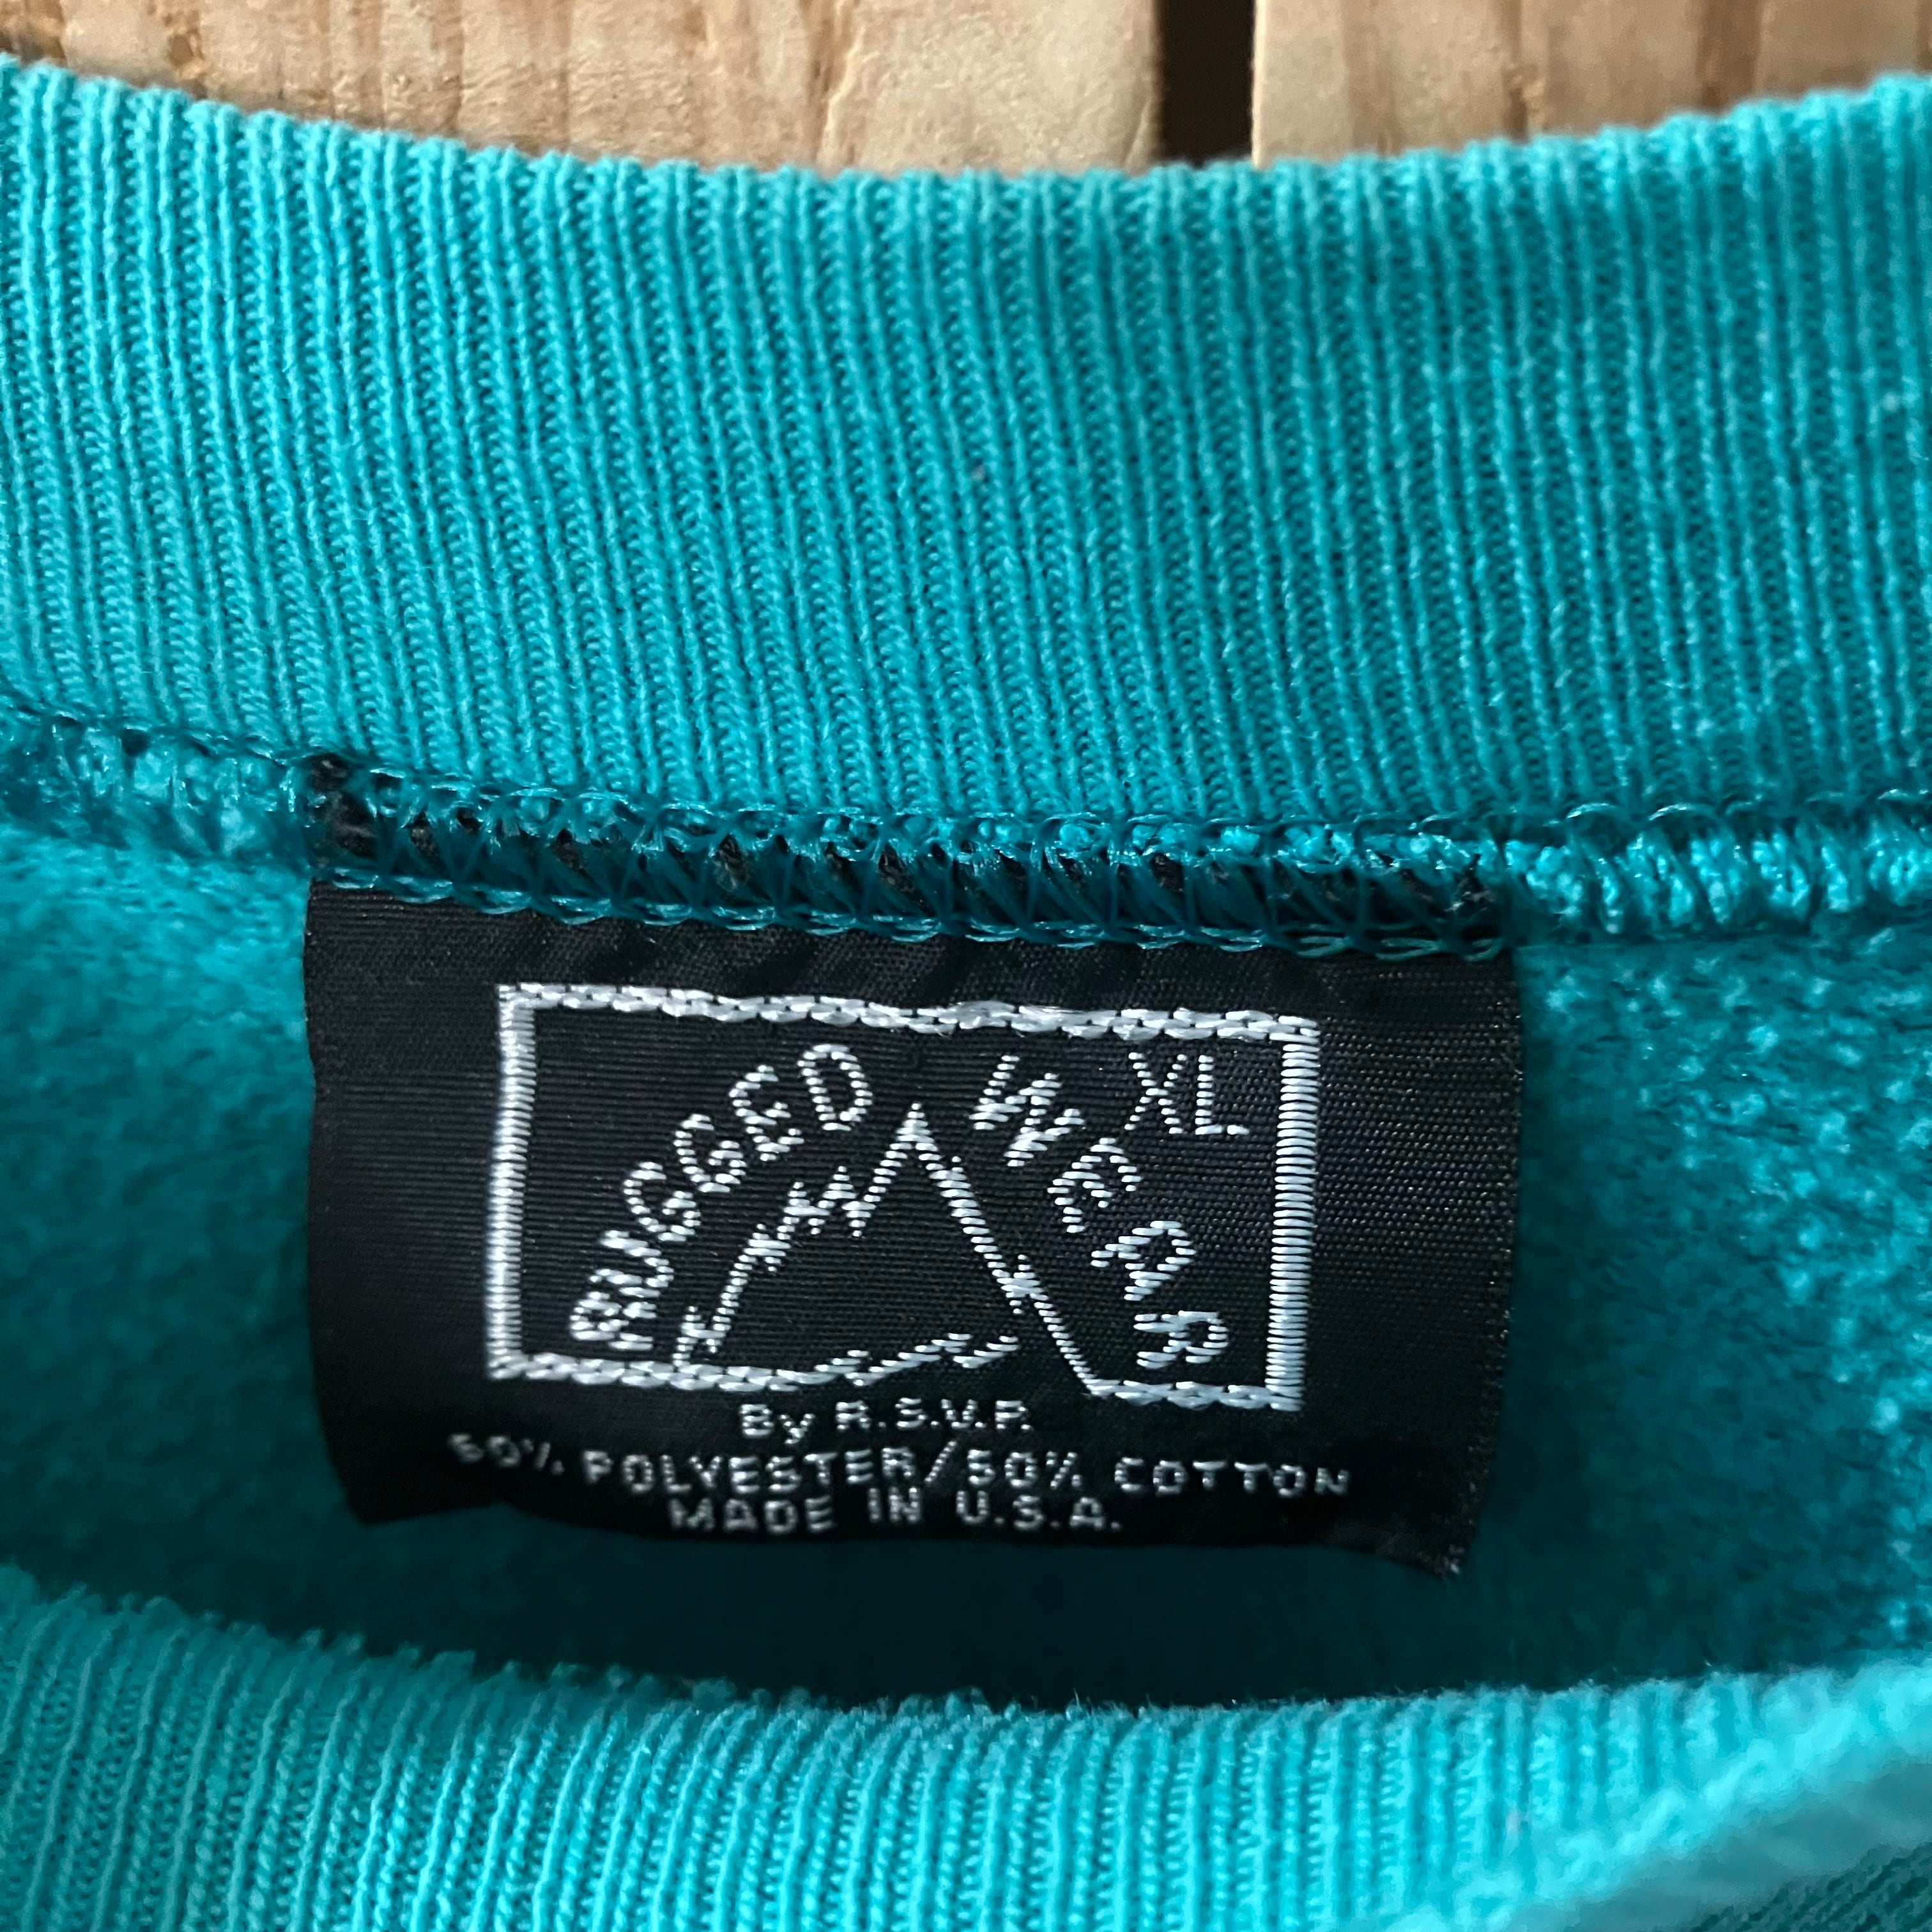 RUGGED WEAR XL
By R.S.V.P.
50% POLYESTER/50% COTTON
MADE IN U.S.A.